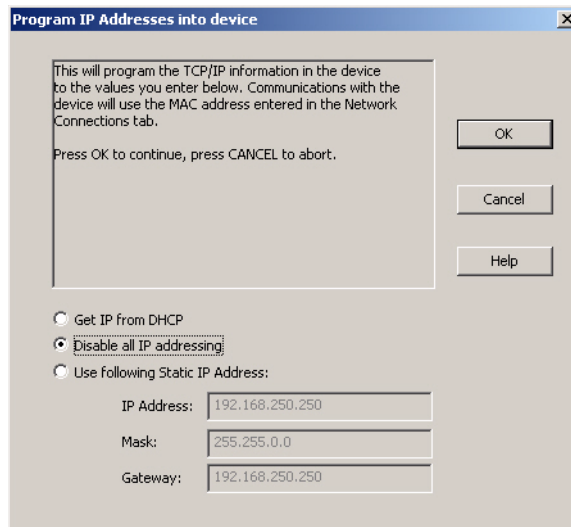 Program IP Addresses into device
This will program the TCP/IP information in the device
to the values you enter below. Communications with the
device will use the MAC address entered in the Network
Connections tab.
Press OK to continue, press CANCEL to abort.
OK
Cancel
Help
Get IP from DHCP
Disable all IP addressing
Use following Static IP Address:
IP Address: 192.168.250.250
Mask: 255.255.0.0
Gateway: 192.168.250.250